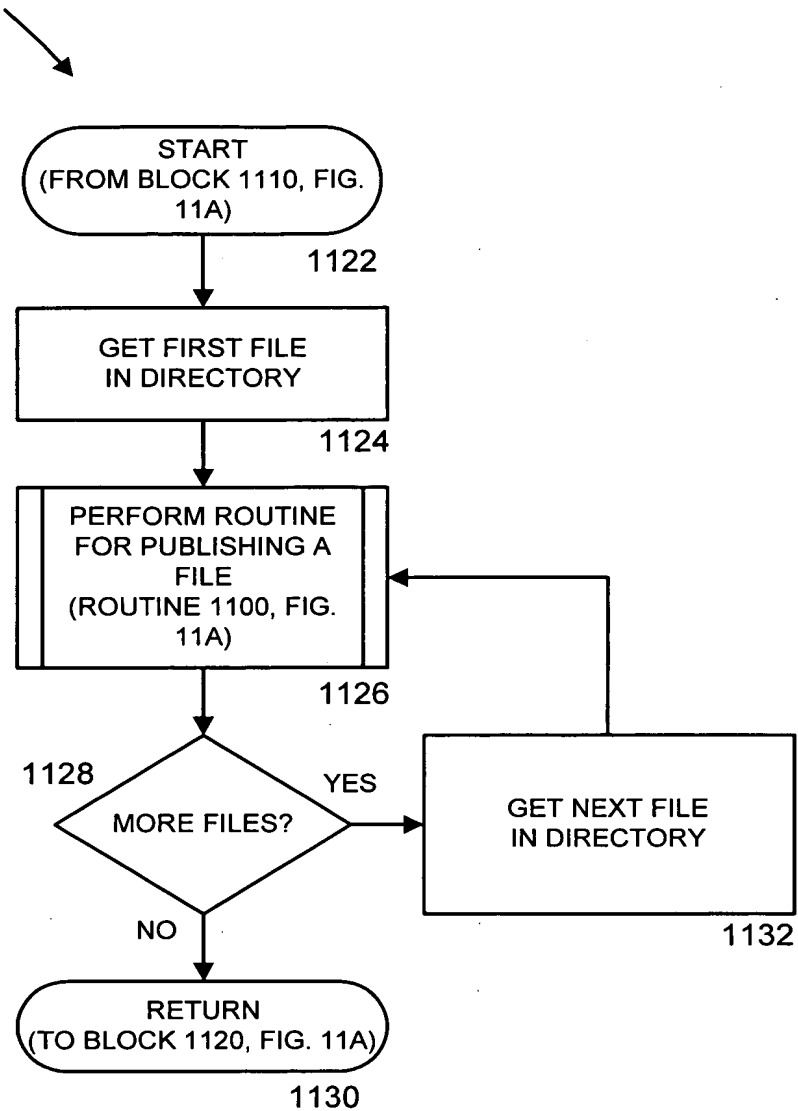 START
(FROM BLOCK 1110, FIG.
11A)
1122
GET FIRST FILE
IN DIRECTORY
1124
PERFORM ROUTINE
FOR PUBLISHING A
FILE
(ROUTINE 1100, FIG.
11A)
1126
1128
MORE FILES?
YES
GET NEXT FILE
IN DIRECTORY
1132
NO
RETURN
(TO BLOCK 1120, FIG. 11A)
1130